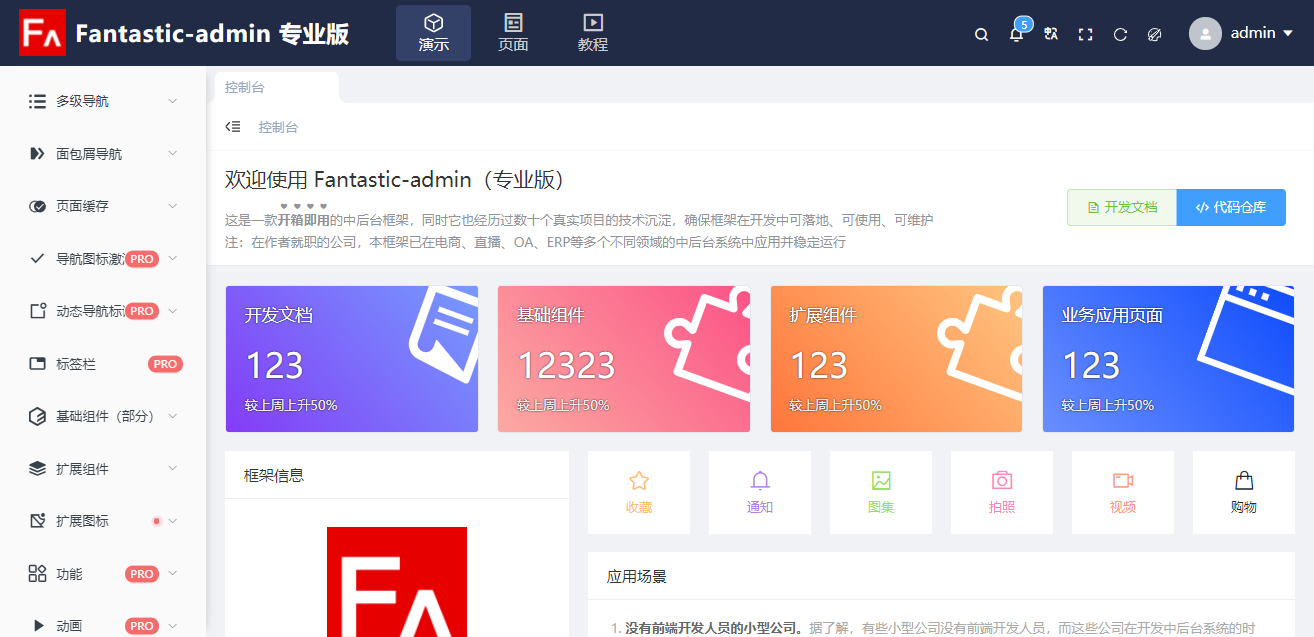 FA Fantastic-admin 专业版
演示
页面
教程
5
admin
多级导航
面包屑导航
页面缓存
导航图标激 PRO
动态导航标 PRO
标签栏 PRO
基础组件（部分）
扩展组件
扩展图标
功能 PRO
动画 PRO
控制台
控制台
欢迎使用 Fantastic-admin（专业版）
这是一款开箱即用的中后台框架，同时它也经历过数十个真实项目的技术沉淀，确保框架在开发中可落地、可使用、可维护
注：在作者就职的公司，本框架已在电商、直播、OA、ERP等多个不同领域的中后台系统中应用并稳定运行
开发文档
代码仓库
开发文档
123
较上周上升50%
基础组件
12323
较上周上升50%
扩展组件
123
较上周上升50%
业务应用页面
123
较上周上升50%
框架信息
FA
收藏
通知
图集
拍照
视频
购物
应用场景
1. 没有前端开发人员的小型公司。据了解，有些小型公司没有前端开发人员，而这些公司在开发中后台系统的时